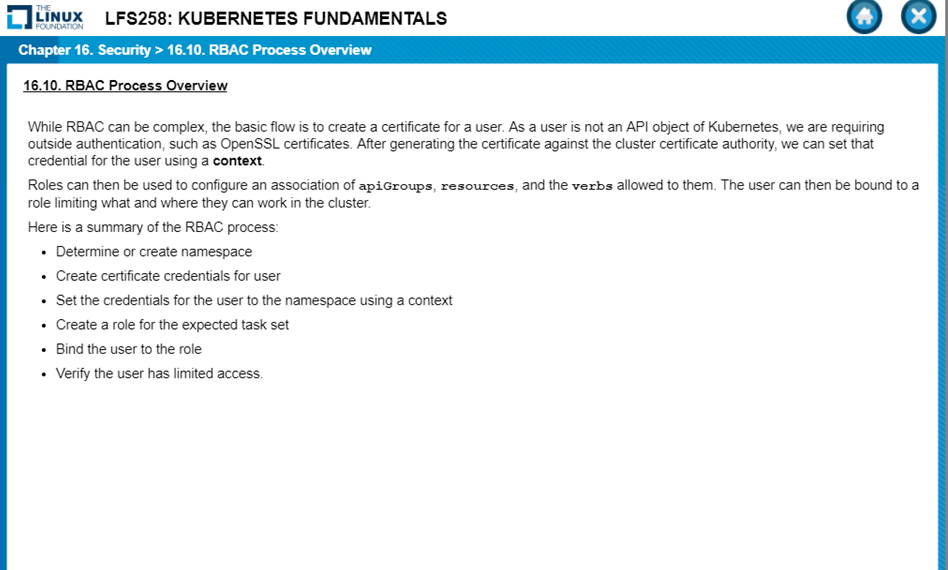 THE
LINUX
FOUNDATION
LFS258: KUBERNETES FUNDAMENTALS
Chapter 16. Security > 16.10. RBAC Process Overview
16.10. RBAC Process Overview
While RBAC can be complex, the basic flow is to create a certificate for a user. As a user is not an API object of Kubernetes, we are requiring
outside authentication, such as OpenSSL certificates. After generating the certificate against the cluster certificate authority, we can set that
credential for the user using a context.
Roles can then be used to configure an association of apiGroups, resources, and the verbs allowed to them. The user can then be bound to a
role limiting what and where they can work in the cluster.
Here is a summary of the RBAC process:
• Determine or create namespace
• Create certificate credentials for user
• Set the credentials for the user to the namespace using a context
• Create a role for the expected task set
• Bind the user to the role
• Verify the user has limited access.